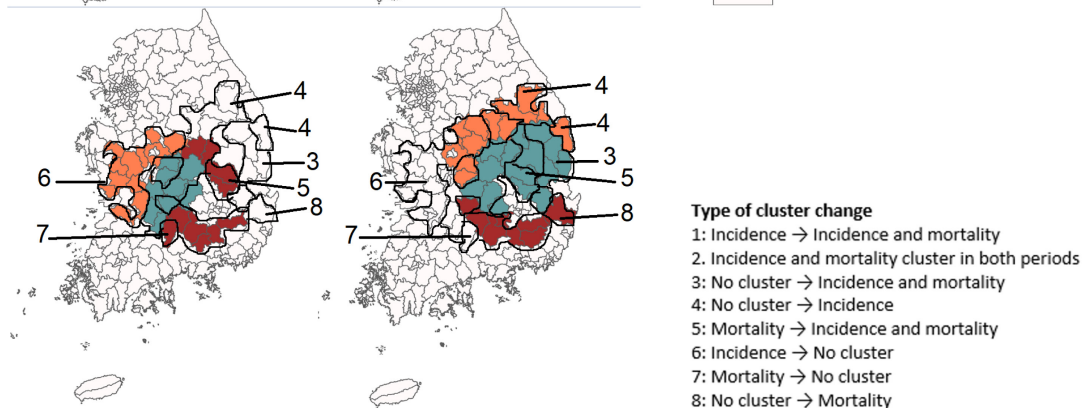 4
4
3
5
6
8
7
4
4
3
5
6
8
7
Type of cluster change
1: Incidence → Incidence and mortality
2. Incidence and mortality cluster in both periods
3: No cluster → Incidence and mortality
4: No cluster → Incidence
5: Mortality → Incidence and mortality
6: Incidence → No cluster
7: Mortality → No cluster
8: No cluster → Mortality